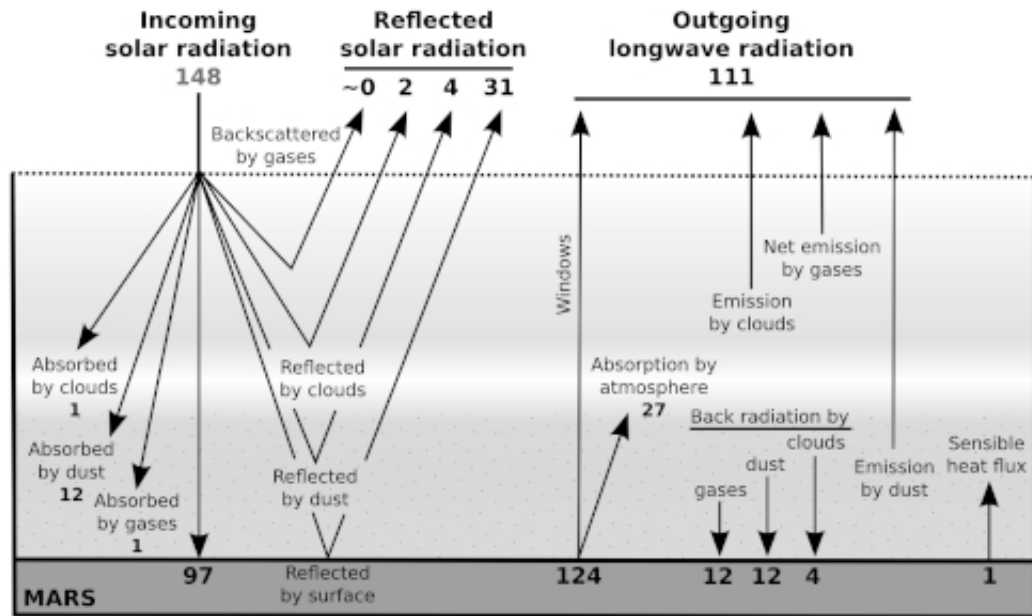 Incoming
solar radiation
148
Reflected
solar radiation
~0 2 4 31
Outgoing
longwave radiation
111
Backscattered
by gases
Windows
Net emission
by gases
Emission
by clouds
Absorbed
by clouds
1
Reflected
by clouds
Absorption by
atmosphere
27
Absorbed
by dust
12
Absorbed
by gases
1
Reflected
by dust
Back radiation by
clouds
dust
gases
Emission
by dust
Sensible
heat flux
97
Reflected
by surface
124
12 12 4
1
MARS